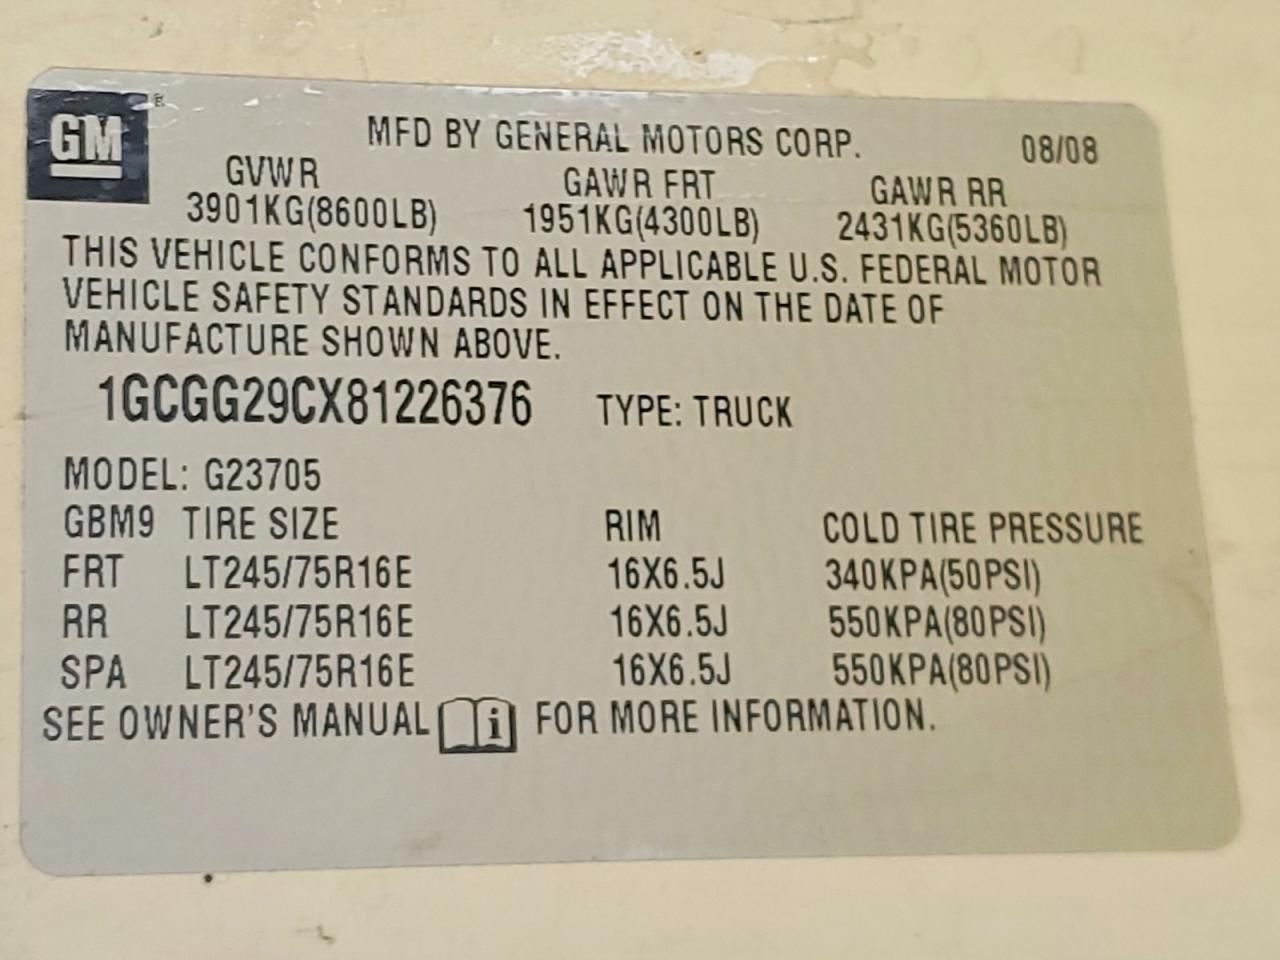 GM
MFD BY GENERAL MOTORS CORP. 08/08
GVWR GAWR FRT GAWR RR
3901KG(8600LB) 1951KG(4300LB) 2431KG(5360LB)
THIS VEHICLE CONFORMS TO ALL APPLICABLE U.S. FEDERAL MOTOR
VEHICLE SAFETY STANDARDS IN EFFECT ON THE DATE OF
MANUFACTURE SHOWN ABOVE.
1GCGG29CX81226376 TYPE: TRUCK
MODEL: G23705
GBM9 TIRE SIZE RIM COLD TIRE PRESSURE
FRT LT245/75R16E 16X6.5J 340KPA(50PSI)
RR LT245/75R16E 16X6.5J 550KPA(80PSI)
SPA LT245/75R16E 16X6.5J 550KPA(80PSI)
SEE OWNER'S MANUAL i FOR MORE INFORMATION.